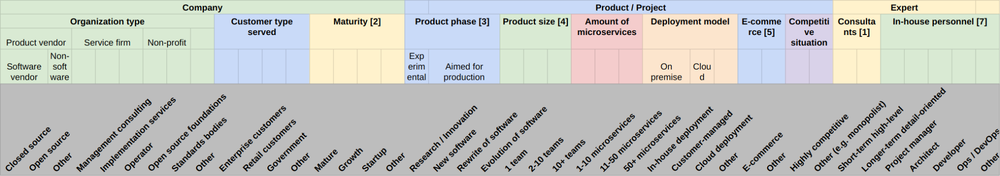 Company
Product / Project
Expert
Organization type
Customer type
served
Maturity [2]
Product phase [3]
Product size [4]
Amount of
microservices
Deployment model
E-comme
rce [5]
Competiti
ve
situation
Consulta
nts [1]
In-house personnel [7]
Product vendor
Service firm
Non-profit
Software
vendor
Non-
soft
ware
Exp
erim
ental
Aimed for
production
On
premise
Clou
d
Closed source
Open source
Other
Management consulting
Implementation services
Operator
Open source foundations
Standards bodies
Other
Enterprise customers
Retail customers
Government
Other
Mature
Growth
Startup
Other
Research / Innovation
New software
Rewrite of software
Evolution of software
1 team
2-10 teams
10+ teams
1-10 microservices
11-50 microservices
50+ microservices
In-house deployment
Customer-managed
Cloud deployment
Other
E-commerce
Other
Highly competitive
Other (e.g. monopolist)
Short-term high-level
Longer-term detail-oriented
Project manager
Architect
Developer
Ops / DevOps
Other